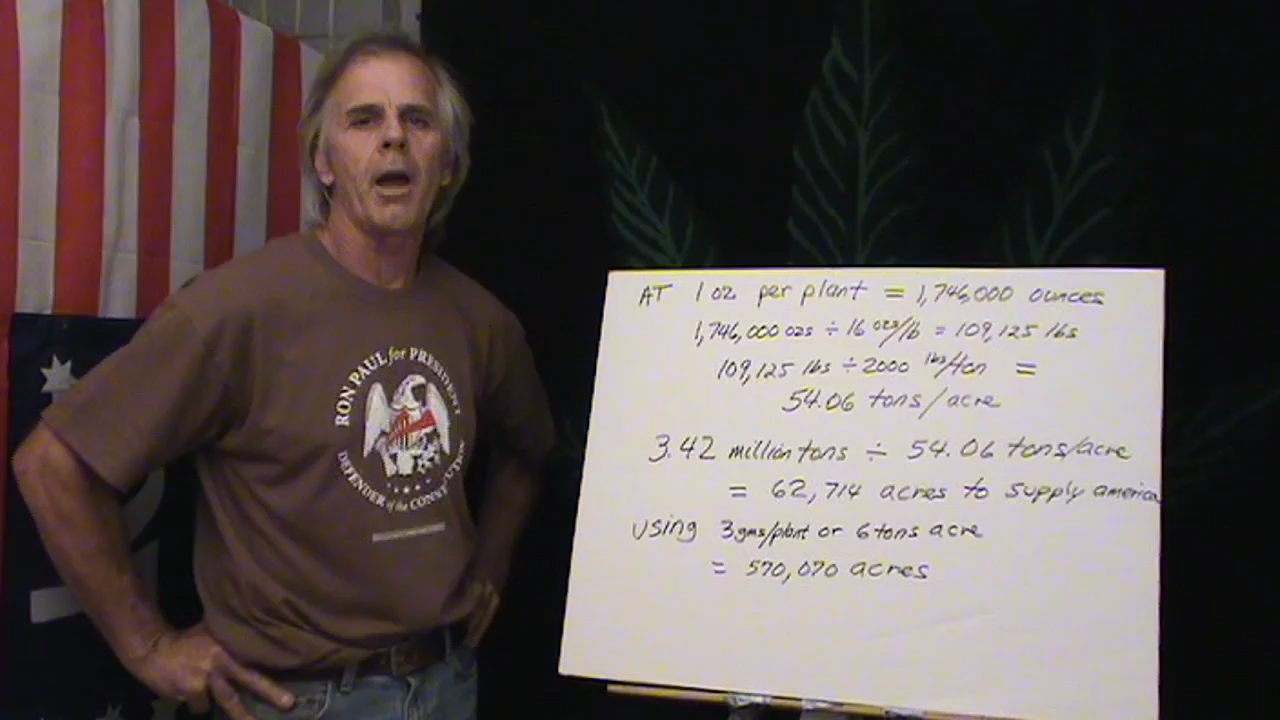 RON PAUL for PRESIDENT
DEFENDER of the CONSTITUTION
AT 1 oz per plant = 1,746,000 ounces
1,746,000 ozs ÷ 16 ozs/lb = 109,125 lbs
109,125 lbs ÷ 2000 lbs/ton =
54.06 tons/acre
3.42 million tons ÷ 54.06 tons/acre
= 62,714 acres to supply america
using 3gms/plant or 6 tons acre
= 570,070 acres